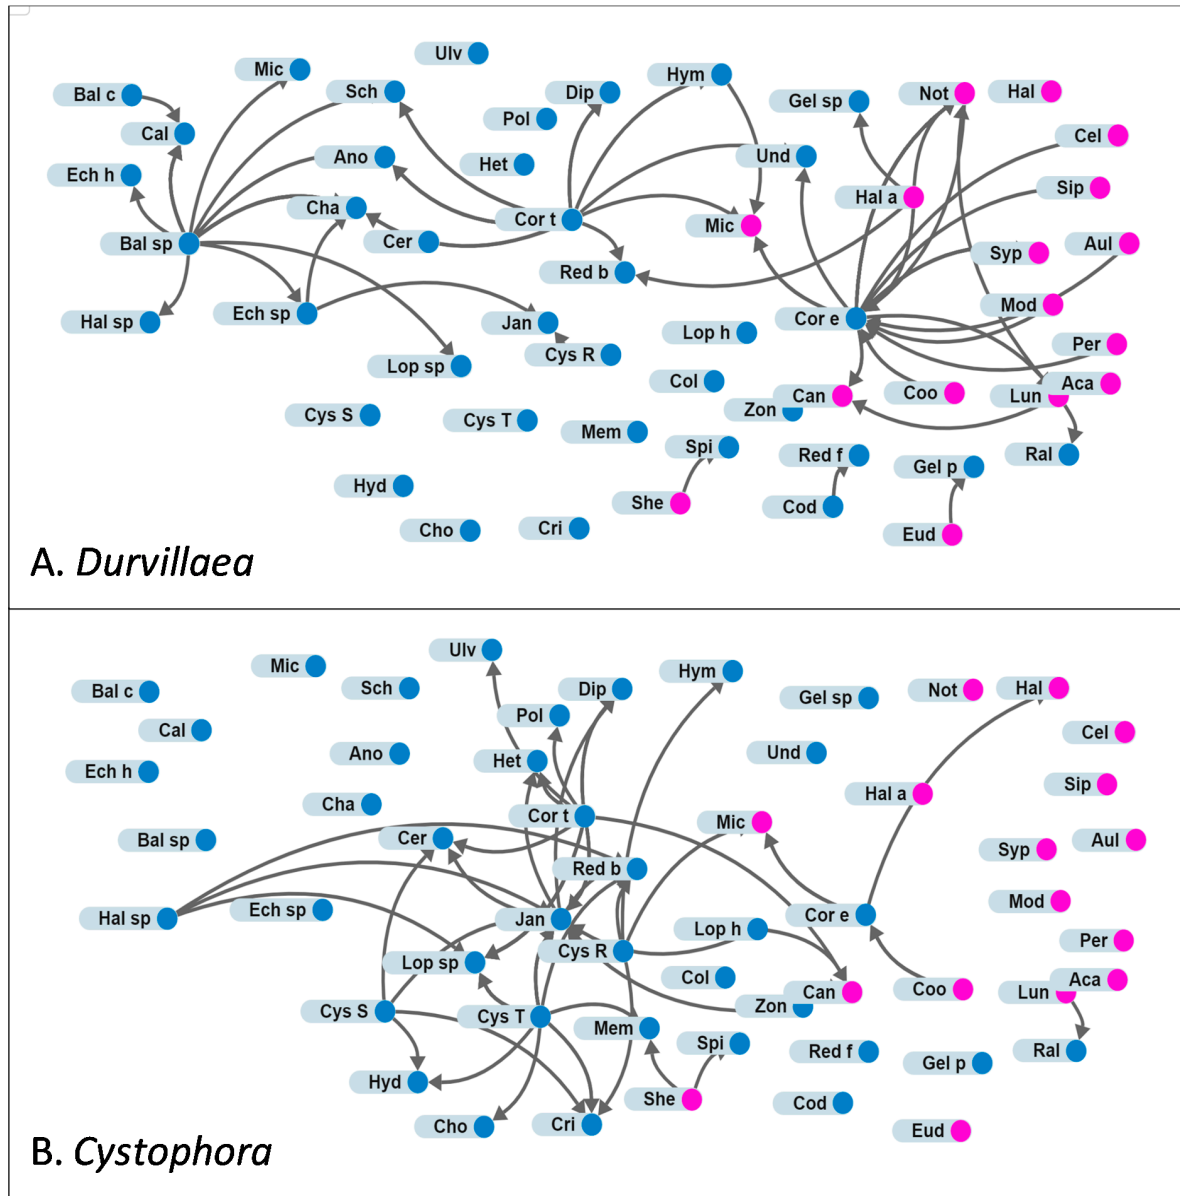 Ulv
Mic
Hym
Bal c
Sch
Dip
Gel sp
Not
Hal
Pol
Cal
Cel
Ano
Het
Und
Ech h
Sip
Hal a
Cha
Cor t
Mic
Bal sp
Cer
Syp
Aul
Red b
Mod
Ech sp
Hal sp
Jan
Cor e
Lop h
Per
Cys R
Lop sp
Col
Can
Coo
Lun
Aca
Zon
Cys S
Cys T
Mem
Spi
Red f
Gel p
Ral
Hyd
She
Cod
Cho
Cri
Eud
A. Durvillaea
Ulv
Mic
Hym
Bal c
Sch
Dip
Gel sp
Not
Hal
Pol
Cal
Cel
Ano
Het
Und
Ech h
Sip
Hal a
Cha
Cor t
Mic
Bal sp
Cer
Syp
Aul
Red b
Mod
Ech sp
Hal sp
Jan
Cor e
Lop h
Per
Cys R
Lop sp
Col
Can
Coo
Lun
Aca
Zon
Cys S
Cys T
Mem
Spi
Red f
Gel p
Ral
Hyd
She
Cod
Cho
Cri
Eud
B. Cystophora